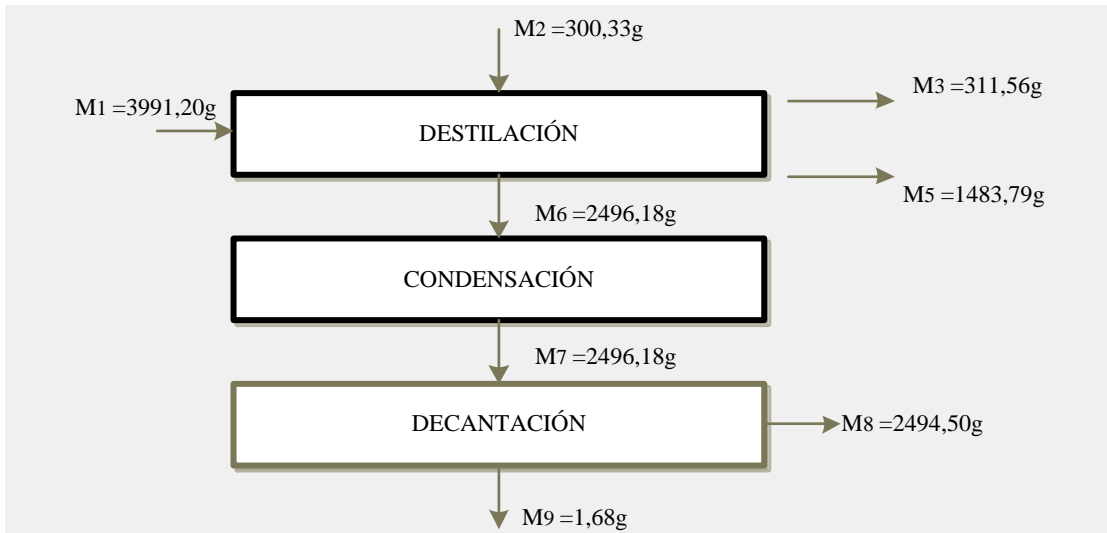 M2 =300,33g
M3 =311,56g
M1 =3991,20g
DESTILACIÓN
M5 =1483,79g
M6 =2496,18g
CONDENSACIÓN
M7 =2496,18g
DECANTACIÓN
M8 =2494,50g
M9 =1,68g